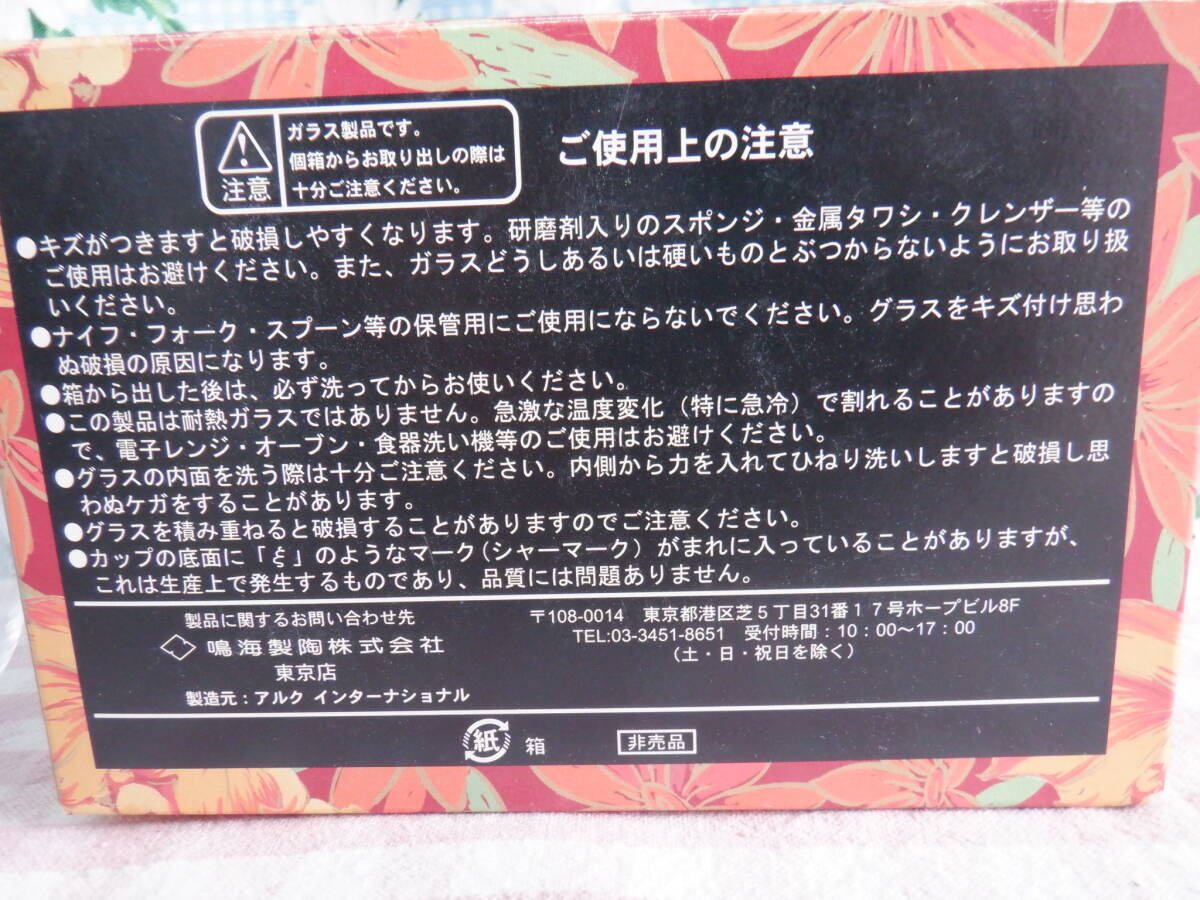 注意
ガラス製品です。
個箱からお取り出しの際は
十分ご注意ください。
ご使用上の注意
●キズがつきますと破損しやすくなります。研磨剤入りのスポンジ・金属タワシ・クレンザー等の
ご使用はお避けください。また、ガラスどうしあるいは硬いものとぶつからないようにお取り扱
いください。
●ナイフ・フォーク・スプーン等の保管用にご使用にならないでください。グラスをキズ付け思わ
ぬ破損の原因になります。
●箱から出した後は、必ず洗ってからお使いください。
●この製品は耐熱ガラスではありません。急激な温度変化（特に急冷）で割れることがありますの
で、電子レンジ・オーブン・食器洗い機等のご使用はお避けください。
●グラスの内面を洗う際は十分ご注意ください。内側から力を入れてひねり洗いしますと破損し思
わぬケガをすることがあります。
●グラスを積み重ねると破損することがありますのでご注意ください。
●カップの底面に「ξ」のようなマーク（シャーマーク）がまれに入っていることがありますが、
これは生産上で発生するものであり、品質には問題ありません。
製品に関するお問い合わせ先
鳴海製陶株式会社
東京店
製造元：アルク インターナショナル
〒108-0014 東京都港区芝５丁目31番１７号ホープビル8F
TEL:03-3451-8651 受付時間：10：00〜17：00
（土・日・祝日を除く）
紙 箱
非売品